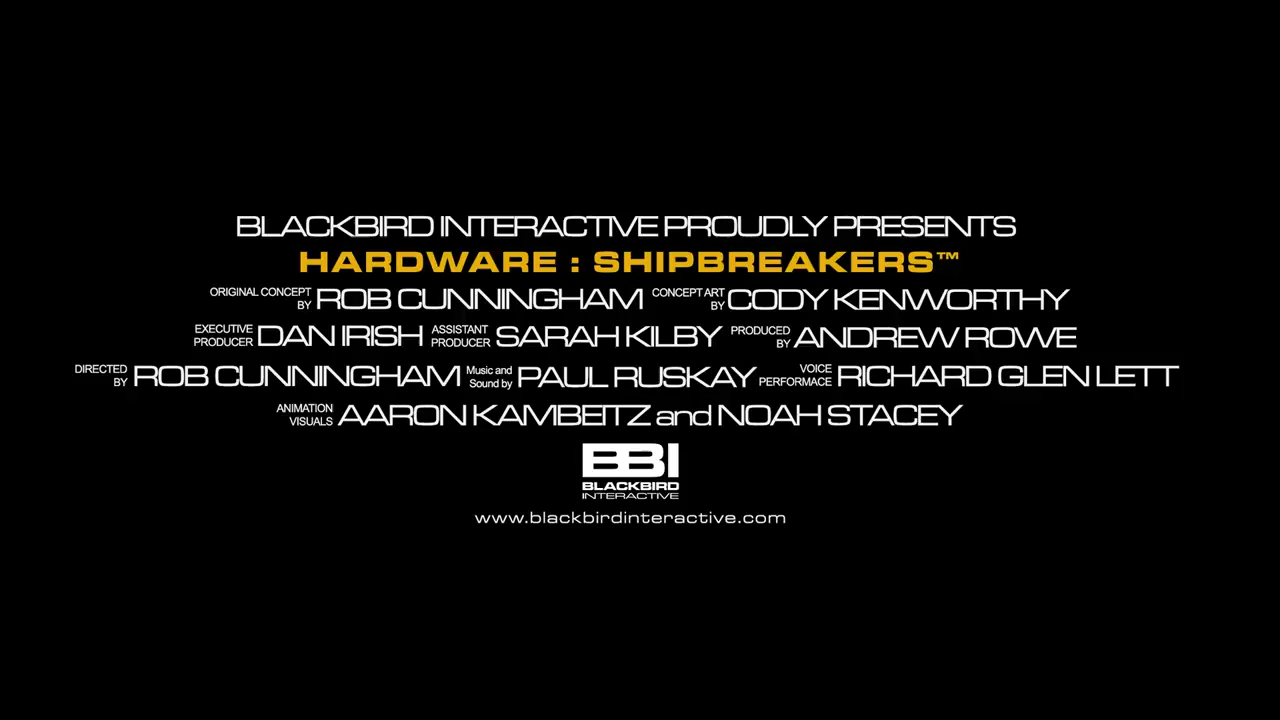 BLACKBIRD INTERACTIVE PROUDLY PRESENTS
HARDWARE : SHIPBREAKERS™
ORIGINAL CONCEPT BY ROB CUNNINGHAM CONCEPT ART BY CODY KENWORTHY
EXECUTIVE PRODUCER DAN IRISH ASSISTANT PRODUCER SARAH KILBY PRODUCED BY ANDREW ROWE
DIRECTED BY ROB CUNNINGHAM Music and Sound by PAUL RUSKAY VOICE PERFORMACE RICHARD GLEN LETT
ANIMATION VISUALS AARON KAMBEITZ and NOAH STACEY
BBI
BLACKBIRD
INTERACTIVE
www.blackbirdinteractive.com